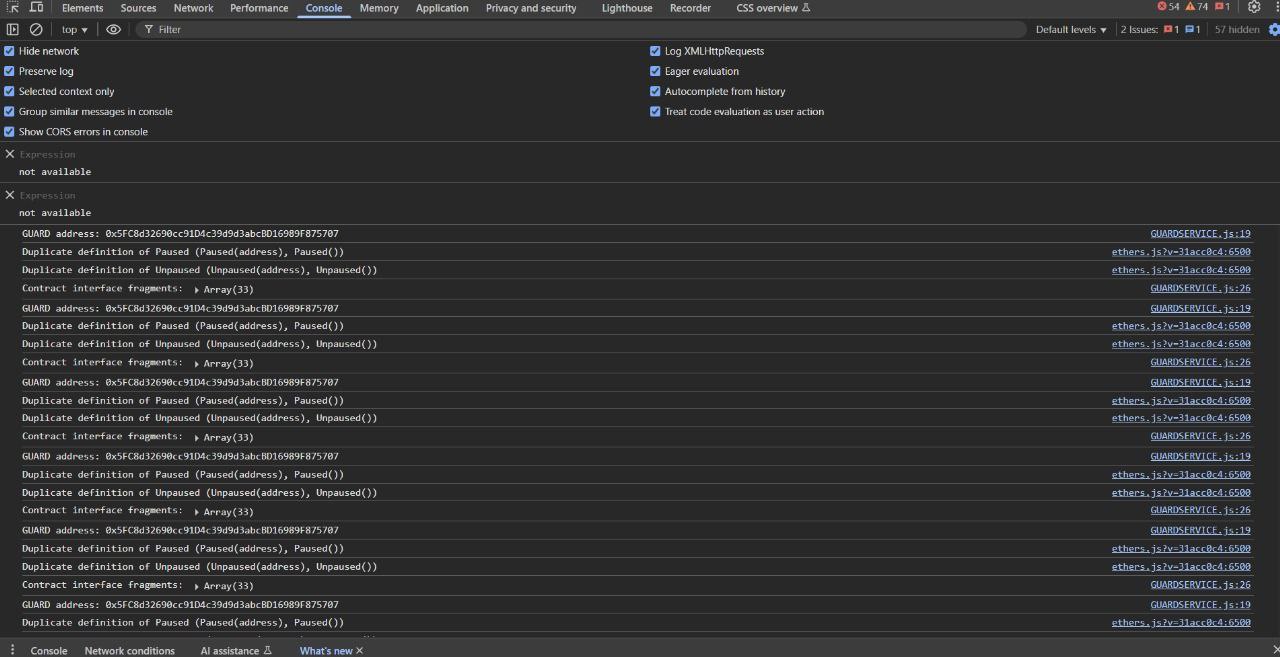 Elements Sources Network Performance Console Memory Application Privacy and security Lighthouse Recorder CSS overview 54 74 1
top Filter Default levels 2 Issues: 1 1 57 hidden
Hide network Log XMLHttpRequests
Preserve log Eager evaluation
Selected context only Autocomplete from history
Group similar messages in console Treat code evaluation as user action
Show CORS errors in console
Expression
not available
Expression
not available
GUARD address: 0x5FC8d32690cc91D4c39d9d3abcBD16989F875707 GUARDSERVICE.js:19
Duplicate definition of Paused (Paused(address), Paused()) ethers.js?v=31acc0c4:6500
Duplicate definition of Unpaused (Unpaused(address), Unpaused()) ethers.js?v=31acc0c4:6500
Contract interface fragments: Array(33) GUARDSERVICE.js:26
GUARD address: 0x5FC8d32690cc91D4c39d9d3abcBD16989F875707 GUARDSERVICE.js:19
Duplicate definition of Paused (Paused(address), Paused()) ethers.js?v=31acc0c4:6500
Duplicate definition of Unpaused (Unpaused(address), Unpaused()) ethers.js?v=31acc0c4:6500
Contract interface fragments: Array(33) GUARDSERVICE.js:26
GUARD address: 0x5FC8d32690cc91D4c39d9d3abcBD16989F875707 GUARDSERVICE.js:19
Duplicate definition of Paused (Paused(address), Paused()) ethers.js?v=31acc0c4:6500
Duplicate definition of Unpaused (Unpaused(address), Unpaused()) ethers.js?v=31acc0c4:6500
Contract interface fragments: Array(33) GUARDSERVICE.js:26
GUARD address: 0x5FC8d32690cc91D4c39d9d3abcBD16989F875707 GUARDSERVICE.js:19
Duplicate definition of Paused (Paused(address), Paused()) ethers.js?v=31acc0c4:6500
Duplicate definition of Unpaused (Unpaused(address), Unpaused()) ethers.js?v=31acc0c4:6500
Contract interface fragments: Array(33) GUARDSERVICE.js:26
GUARD address: 0x5FC8d32690cc91D4c39d9d3abcBD16989F875707 GUARDSERVICE.js:19
Duplicate definition of Paused (Paused(address), Paused()) ethers.js?v=31acc0c4:6500
Duplicate definition of Unpaused (Unpaused(address), Unpaused()) ethers.js?v=31acc0c4:6500
Contract interface fragments: Array(33) GUARDSERVICE.js:26
GUARD address: 0x5FC8d32690cc91D4c39d9d3abcBD16989F875707 GUARDSERVICE.js:19
Duplicate definition of Paused (Paused(address), Paused()) ethers.js?v=31acc0c4:6500
Console Network conditions AI assistance What's new